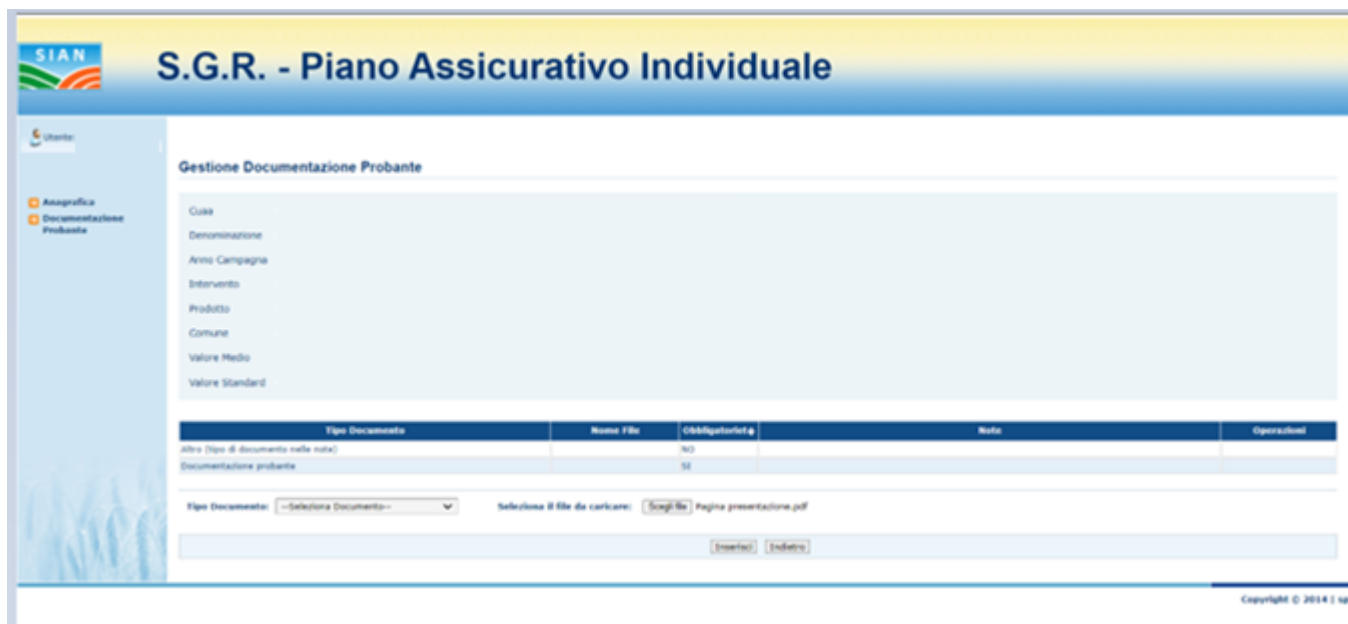 SIAN
S.G.R. - Piano Assicurativo Individuale
Utente:
Anagrafica
Documentazione
Probante
Gestione Documentazione Probante
Cuaa
Denominazione
Anno Campagna
Intervento
Prodotto
Comune
Valore Medio
Valore Standard
Tipo Documento Nome File Obbligatoriet� Note Operazioni
Altro (tipo di documento nelle note) NO
Documentazione probante SI
Tipo Documento: --Seleziona Documento-- Seleziona il file da caricare: Scegli file Pagina presentazione.pdf
Inserisci Indietro
Copyright © 2014 | sp